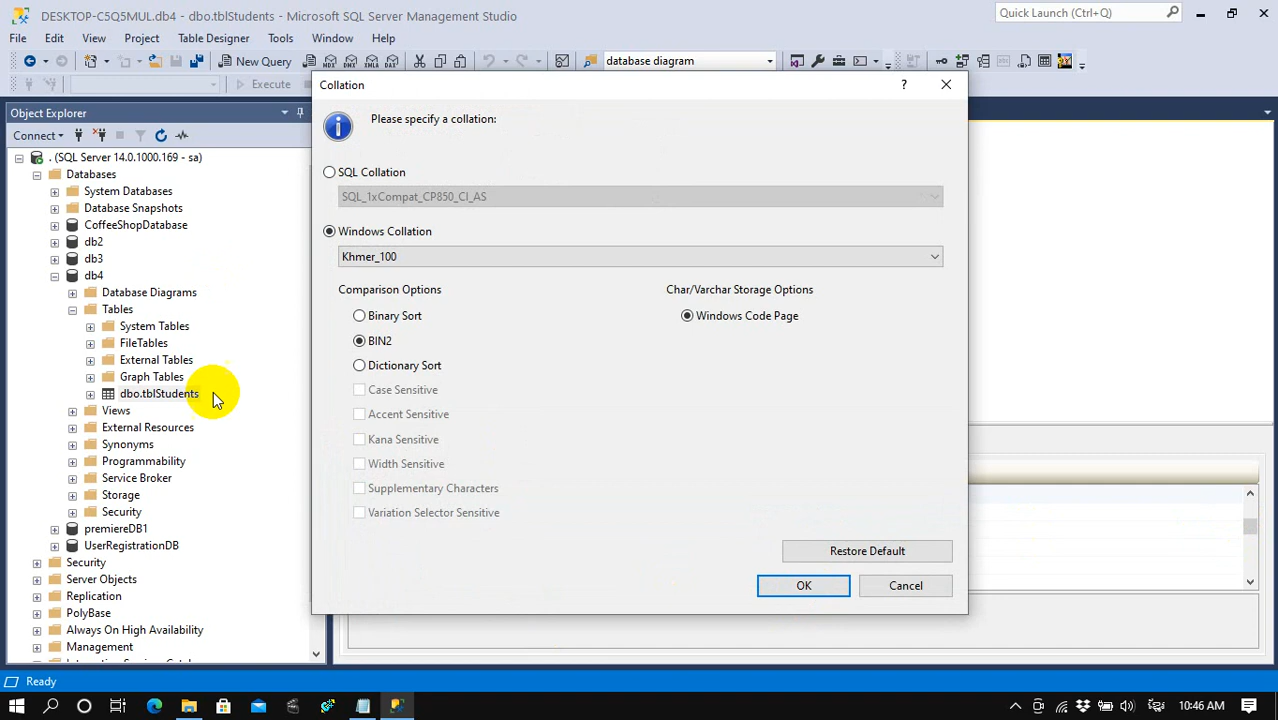 DESKTOP-C5Q5MUL.db4 - dbo.tblStudents - Microsoft SQL Server Management Studio
Quick Launch (Ctrl+Q)
File Edit View Project Table Designer Tools Window Help
New Query
MDX DMX XMLA DAX
database diagram
Execute
Object Explorer
Connect
. (SQL Server 14.0.1000.169 - sa)
Databases
System Databases
Database Snapshots
CoffeeShopDatabase
db2
db3
db4
Database Diagrams
Tables
System Tables
FileTables
External Tables
Graph Tables
dbo.tblStudents
Views
External Resources
Synonyms
Programmability
Service Broker
Storage
Security
premiereDB1
UserRegistrationDB
Security
Server Objects
Replication
PolyBase
Always On High Availability
Management
Collation
Please specify a collation:
SQL Collation
SQL_1xCompat_CP850_CI_AS
Windows Collation
Khmer_100
Comparison Options
Char/Varchar Storage Options
Binary Sort
Windows Code Page
BIN2
Dictionary Sort
Case Sensitive
Accent Sensitive
Kana Sensitive
Width Sensitive
Supplementary Characters
Variation Selector Sensitive
Restore Default
OK
Cancel
Ready
10:46 AM